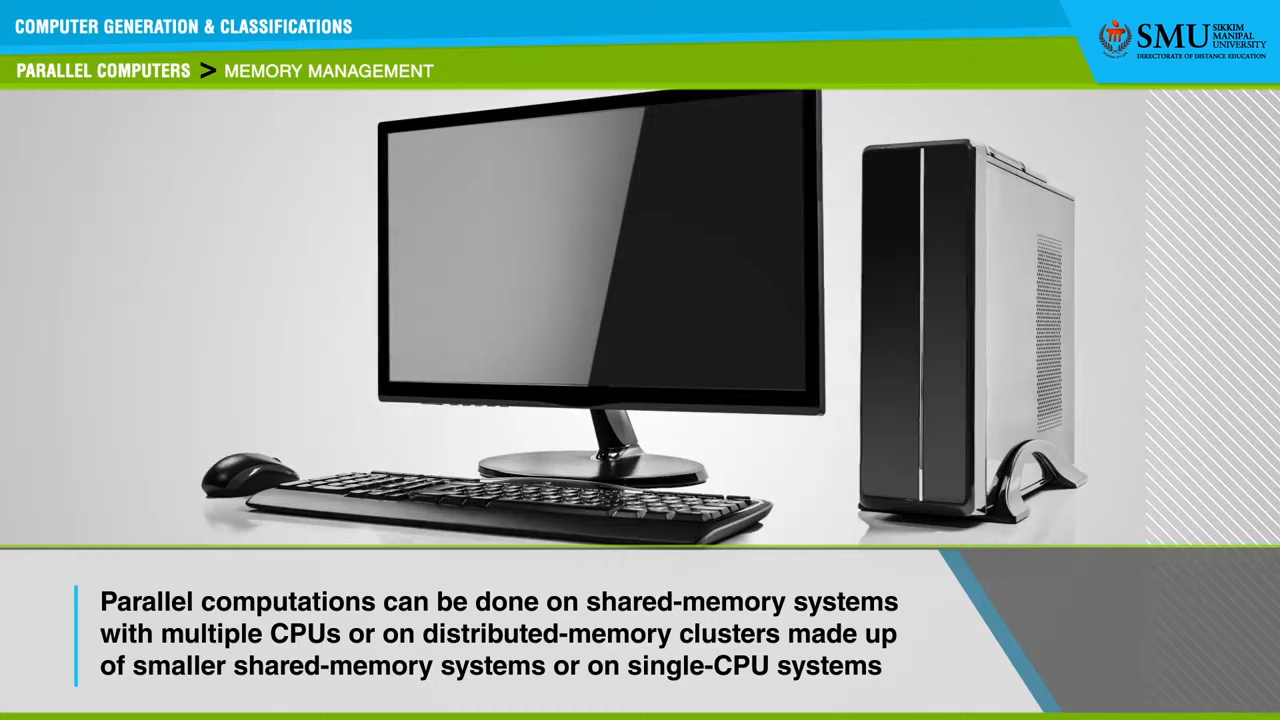 COMPUTER GENERATION & CLASSIFICATIONS
PARALLEL COMPUTERS > MEMORY MANAGEMENT
SMU SIKKIM
MANIPAL
UNIVERSITY
DIRECTORATE OF DISTANCE EDUCATION
Parallel computations can be done on shared-memory systems
with multiple CPUs or on distributed-memory clusters made up
of smaller shared-memory systems or on single-CPU systems